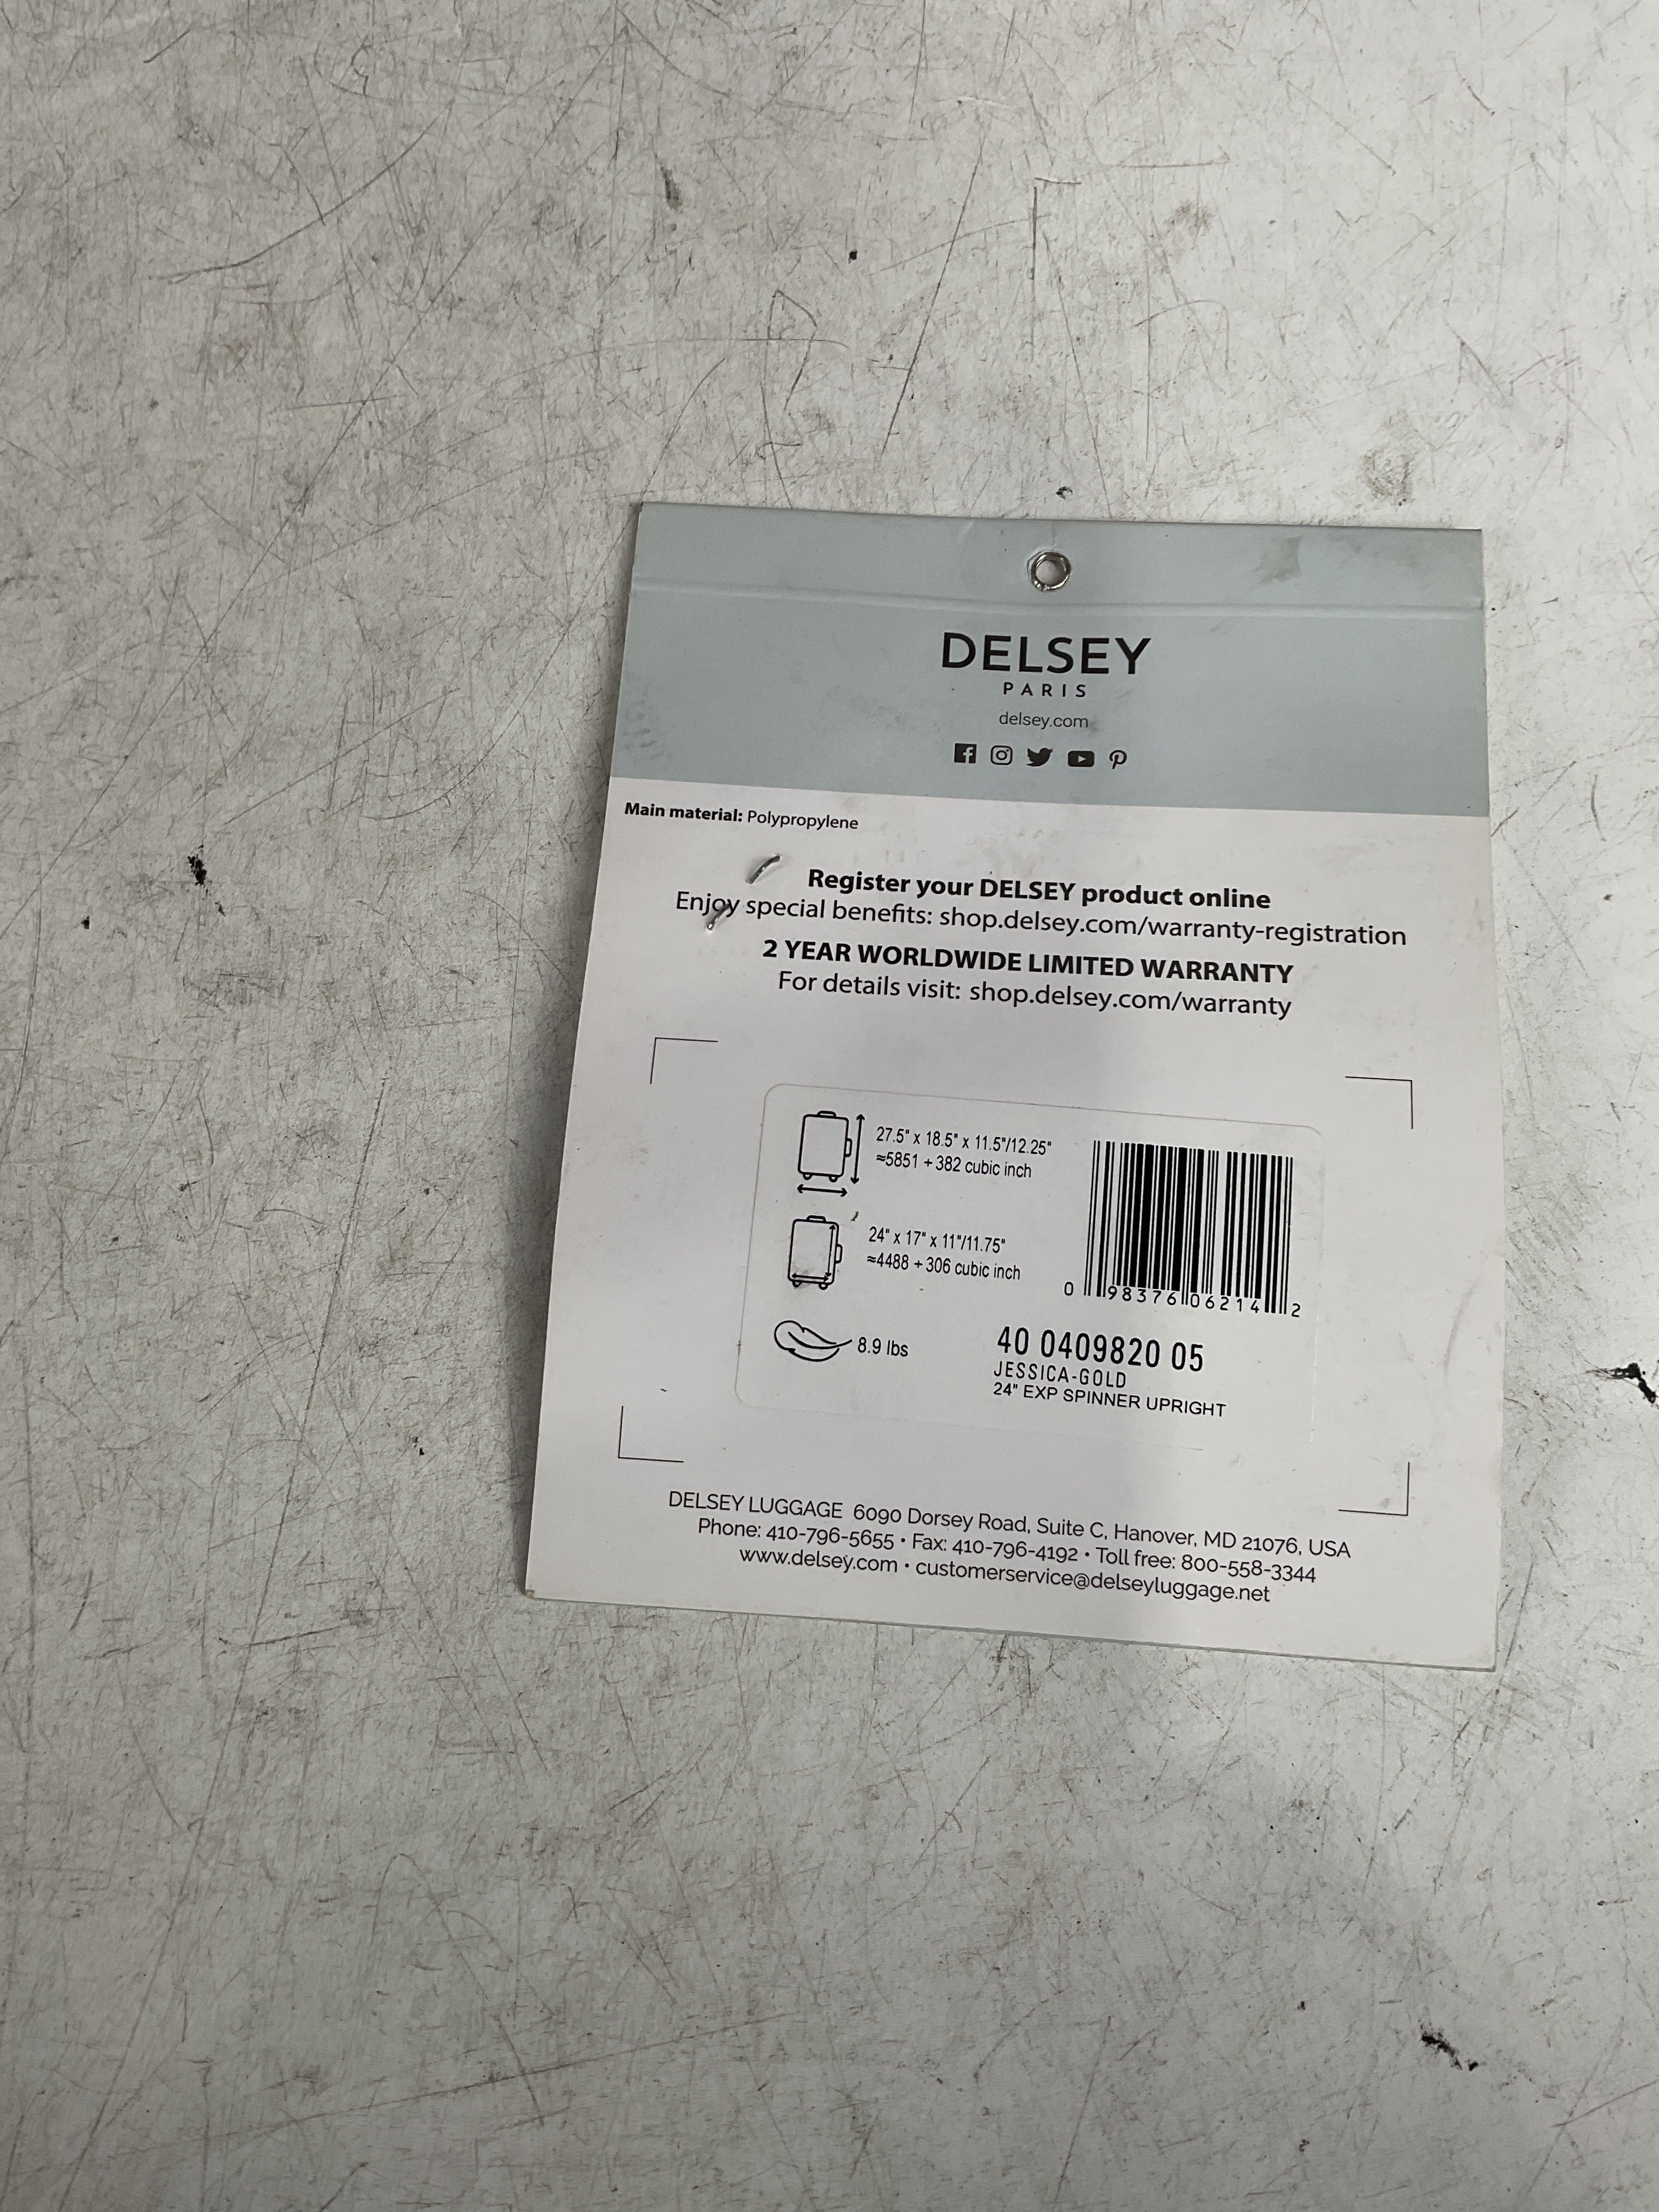 DELSEY
PARIS
delsey.com
Main material: Polypropylene
Register your DELSEY product online
Enjoy special benefits: shop.delsey.com/warranty-registration
2 YEAR WORLDWIDE LIMITED WARRANTY
For details visit: shop.delsey.com/warranty
27.5" x 18.5" x 11.5"/12.25"
≈5851 + 382 cubic inch
24" x 17" x 11"/11.75"
≈4488 + 306 cubic inch
8.9 lbs
0 98376 06214 2
40 0409820 05
JESSICA-GOLD
24" EXP SPINNER UPRIGHT
DELSEY LUGGAGE 6090 Dorsey Road, Suite C, Hanover, MD 21076, USA
Phone: 410-796-5655 • Fax: 410-796-4192 • Toll free: 800-558-3344
www.delsey.com • customerservice@delseyluggage.net